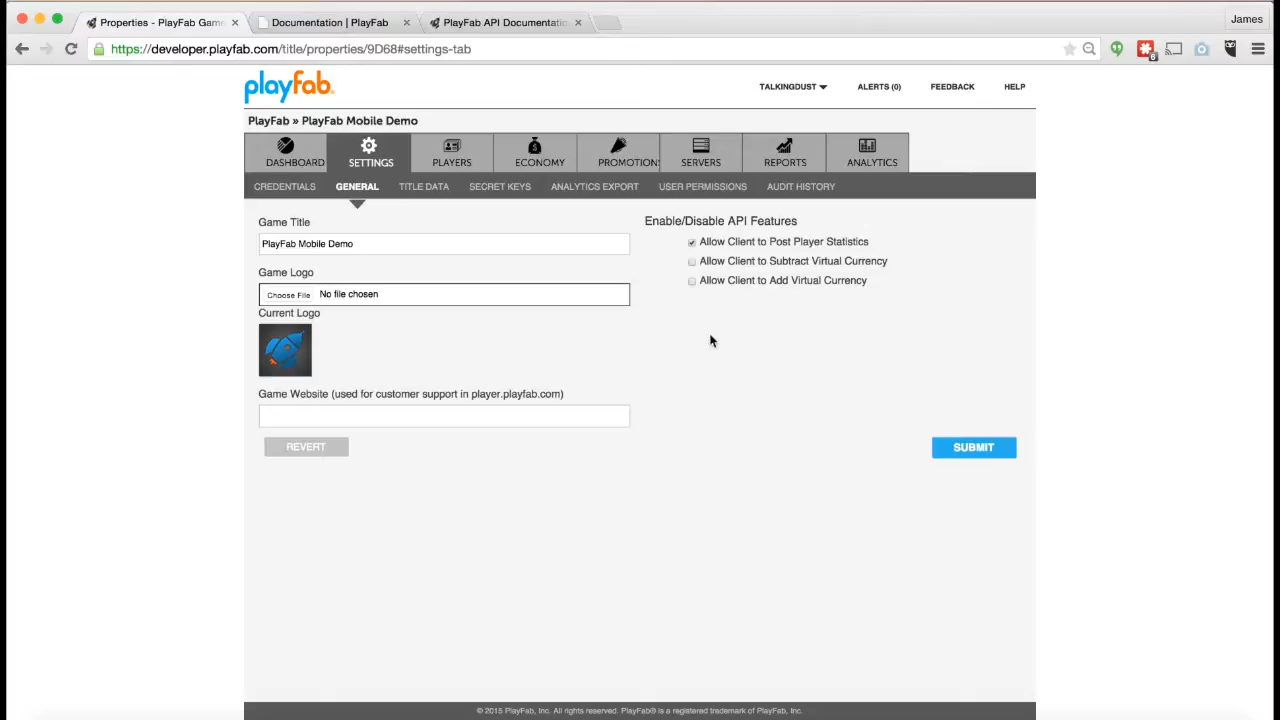 Properties - PlayFab Game
Documentation | PlayFab
PlayFab API Documentation
James
https://developer.playfab.com/title/properties/9D68#settings-tab
6
playfab.
TALKINGDUST
ALERTS (0)
FEEDBACK
HELP
PlayFab » PlayFab Mobile Demo
DASHBOARD
SETTINGS
PLAYERS
ECONOMY
PROMOTION
SERVERS
REPORTS
ANALYTICS
CREDENTIALS
GENERAL
TITLE DATA
SECRET KEYS
ANALYTICS EXPORT
USER PERMISSIONS
AUDIT HISTORY
Game Title
PlayFab Mobile Demo
Game Logo
Choose File No file chosen
Current Logo
Game Website (used for customer support in player.playfab.com)
REVERT
Enable/Disable API Features
Allow Client to Post Player Statistics
Allow Client to Subtract Virtual Currency
Allow Client to Add Virtual Currency
SUBMIT
© 2015 PlayFab, Inc. All rights reserved. PlayFab® is a registered trademark of PlayFab, Inc.